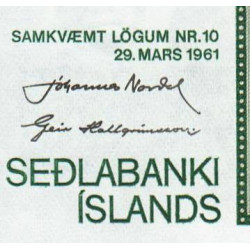 SAMKVÆMT LÖGUM NR.10
29. MARS 1961
Jóhannes Nordal
Geir Hallgrímsson
SEÐLABANKI
ÍSLANDS